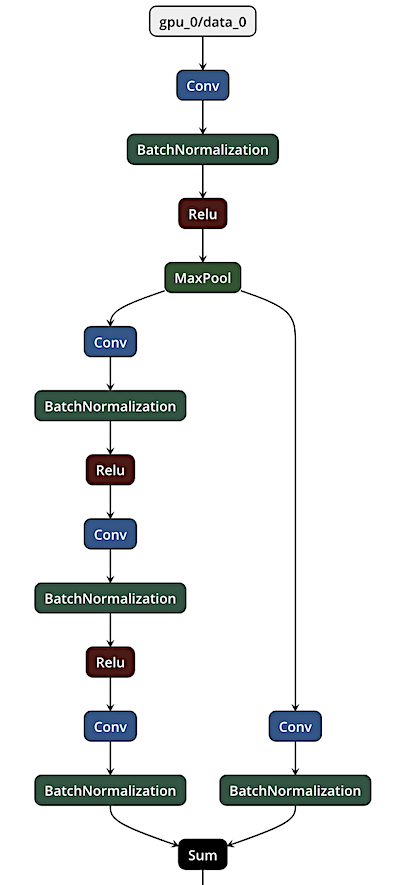 gpu_0/data_0
Conv
BatchNormalization
Relu
MaxPool
Conv
BatchNormalization
Relu
Conv
BatchNormalization
Relu
Conv
Conv
BatchNormalization
BatchNormalization
Sum